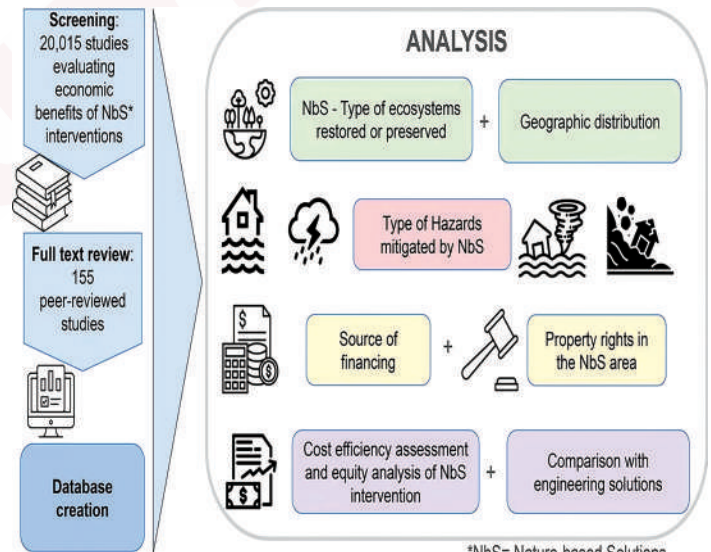 Screening:
20,015 studies
evaluating
economic
benefits of NbS*
interventions
Full text review:
155
peer-reviewed
studies
Database
creation
ANALYSIS
NbS - Type of ecosystems
restored or preserved
+
Geographic distribution
Type of Hazards
mitigated by NbS
$
$
Source of
financing
+
Property rights in
the NbS area
$
Cost efficiency assessment
and equity analysis of NbS
intervention
+
Comparison with
engineering solutions
*NbS= Nature-based Solutions